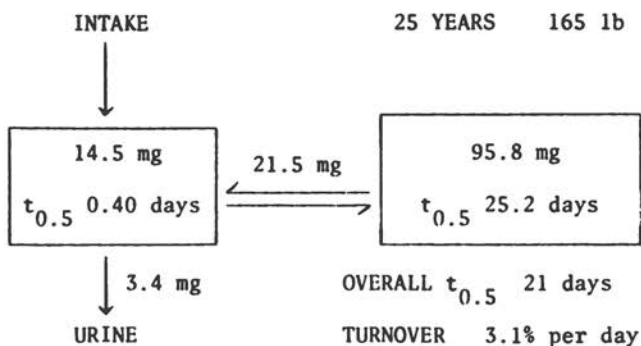 INTAKE
25 YEARS 165 lb
14.5 mg
t0.5 0.40 days
21.5 mg
95.8 mg
t0.5 25.2 days
3.4 mg
URINE
OVERALL t0.5 21 days
TURNOVER 3.1% per day